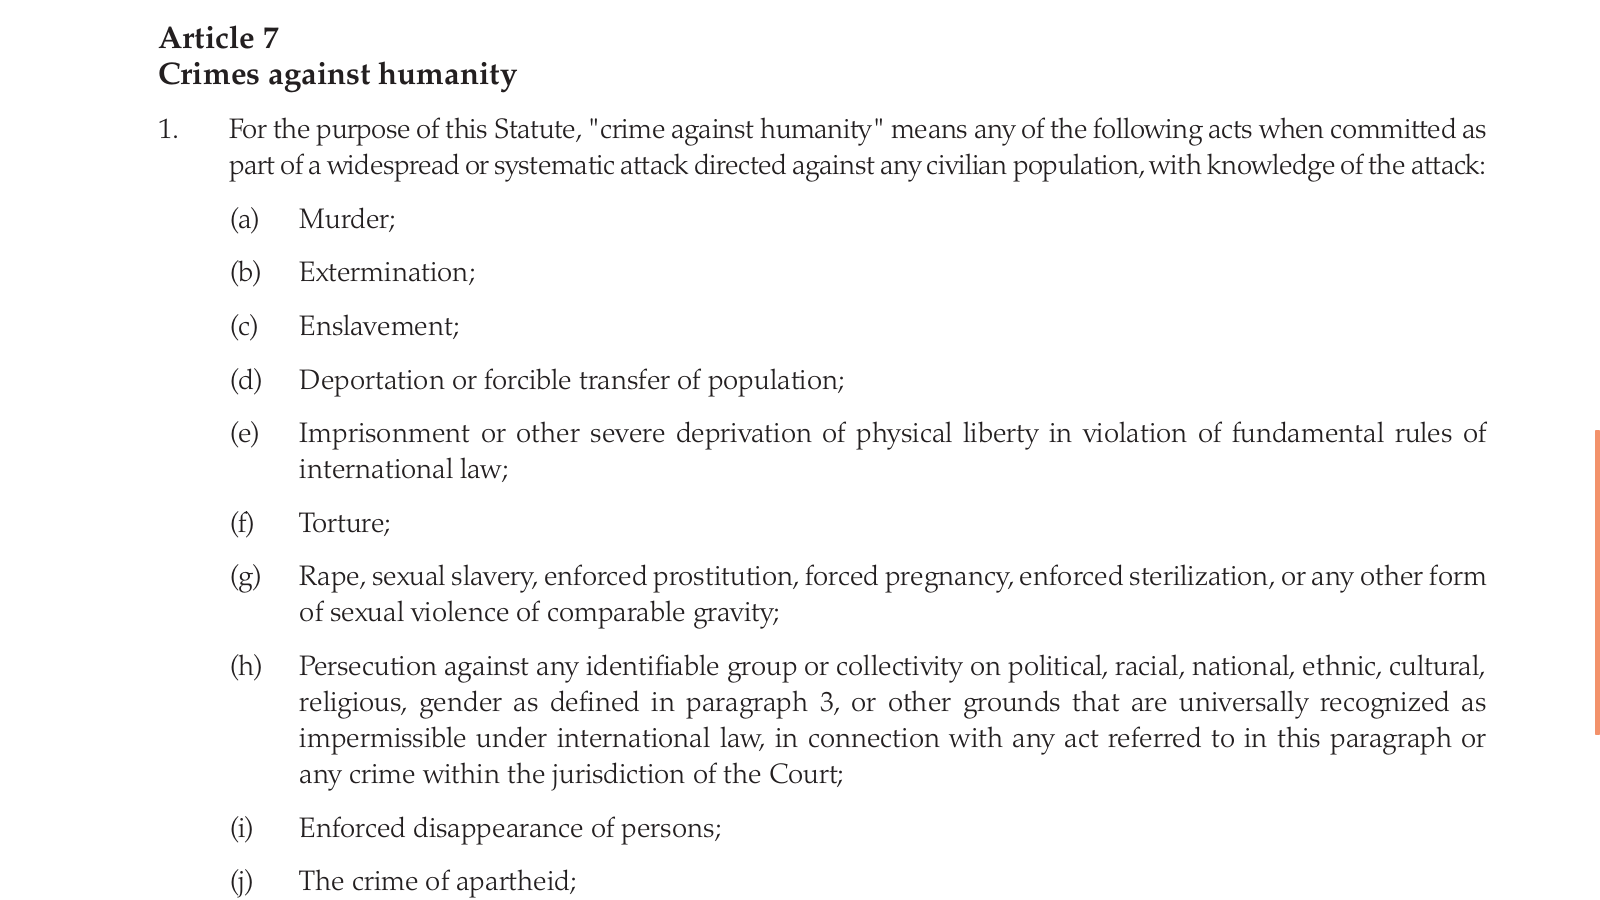 Article 7
Crimes against humanity
1. For the purpose of this Statute, "crime against humanity" means any of the following acts when committed as
part of a widespread or systematic attack directed against any civilian population, with knowledge of the attack:
(a) Murder;
(b) Extermination;
(c) Enslavement;
(d) Deportation or forcible transfer of population;
(e) Imprisonment or other severe deprivation of physical liberty in violation of fundamental rules of
international law;
(f) Torture;
(g) Rape, sexual slavery, enforced prostitution, forced pregnancy, enforced sterilization, or any other form
of sexual violence of comparable gravity;
(h) Persecution against any identifiable group or collectivity on political, racial, national, ethnic, cultural,
religious, gender as defined in paragraph 3, or other grounds that are universally recognized as
impermissible under international law, in connection with any act referred to in this paragraph or
any crime within the jurisdiction of the Court;
(i) Enforced disappearance of persons;
(j) The crime of apartheid;